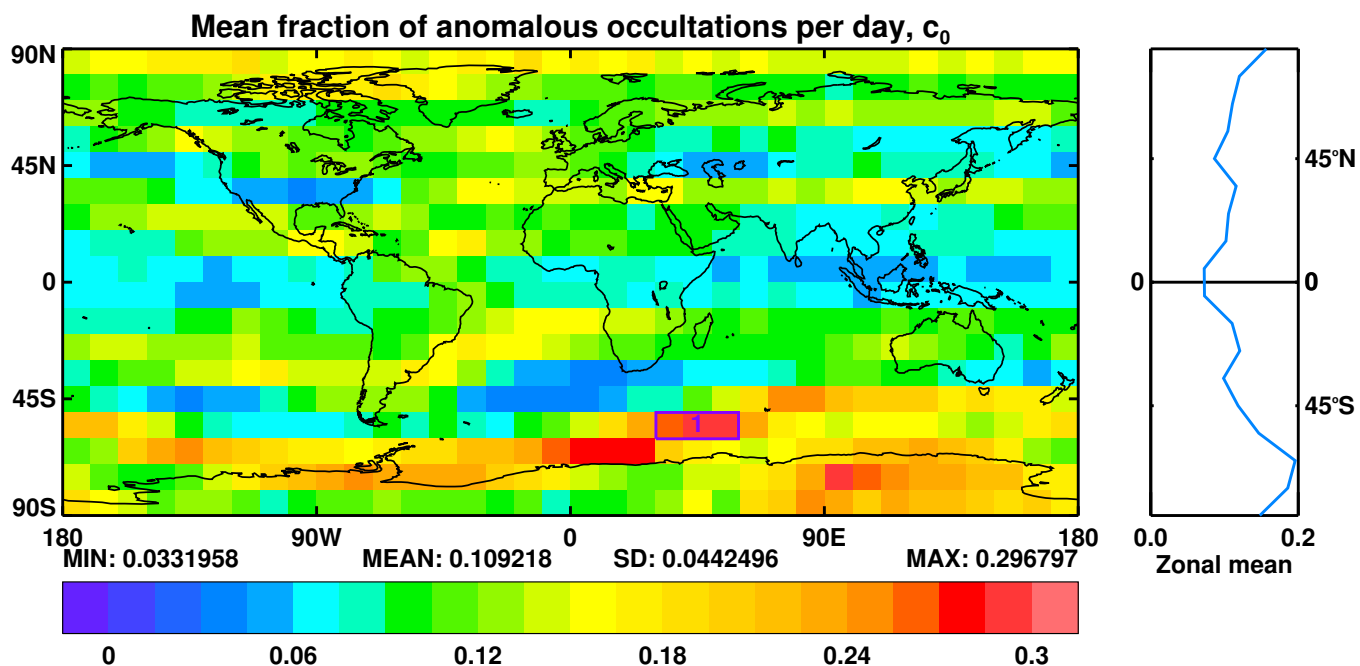 Mean fraction of anomalous occultations per day, c₀
90N
45N
0
45S
90S
1
180 90W 0 90E 180
45°N
0 0
45°S
0.0 0.2
Zonal mean
MIN: 0.0331958 MEAN: 0.109218 SD: 0.0442496 MAX: 0.296797
0 0.06 0.12 0.18 0.24 0.3